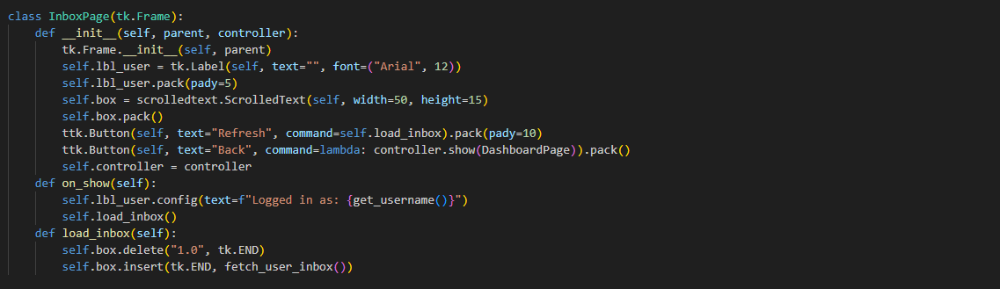 class InboxPage(tk.Frame):
    def __init__(self, parent, controller):
        tk.Frame.__init__(self, parent)
        self.lbl_user = tk.Label(self, text="", font=("Arial", 12))
        self.lbl_user.pack(pady=5)
        self.box = scrolledtext.ScrolledText(self, width=50, height=15)
        self.box.pack()
        ttk.Button(self, text="Refresh", command=self.load_inbox).pack(pady=10)
        ttk.Button(self, text="Back", command=lambda: controller.show(DashboardPage)).pack()
        self.controller = controller
    def on_show(self):
        self.lbl_user.config(text=f"Logged in as: {get_username()}")
        self.load_inbox()
    def load_inbox(self):
        self.box.delete("1.0", tk.END)
        self.box.insert(tk.END, fetch_user_inbox())